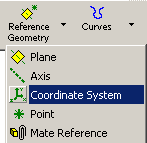 Reference Curves
Geometry
Plane
Axis
Coordinate System
Point
Mate Reference